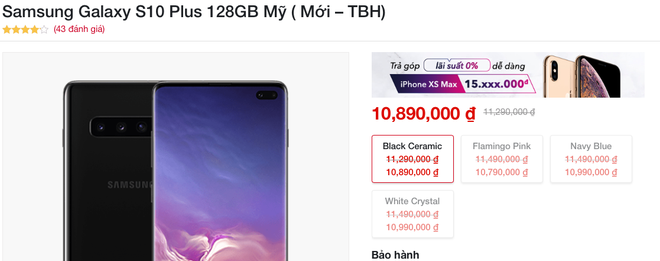 Samsung Galaxy S10 Plus 128GB Mỹ ( Mới – TBH)
(43 đánh giá)
SAMSUNG
Trả góp lãi suất 0% dễ dàng
iPhone XS Max 15.xxx.000đ
10,890,000 ₫ 11,290,000 ₫
Black Ceramic
11,290,000 ₫
10,890,000 ₫
Flamingo Pink
11,490,000 ₫
10,790,000 ₫
Navy Blue
11,490,000 ₫
10,990,000 ₫
White Crystal
11,490,000 ₫
10,990,000 ₫
Bảo hành